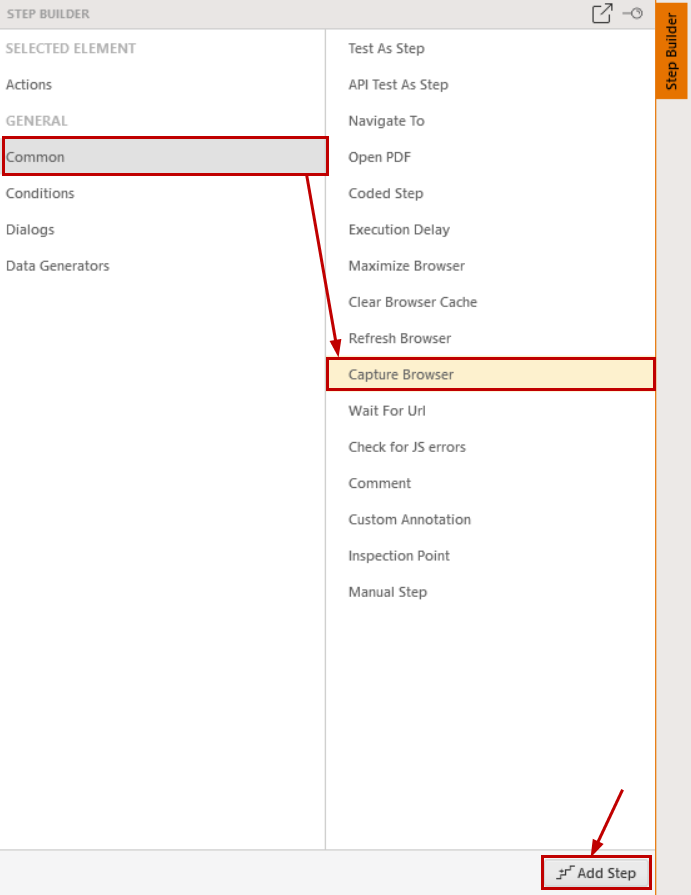 STEP BUILDER
SELECTED ELEMENT
Actions
GENERAL
Common
Conditions
Dialogs
Data Generators
Test As Step
API Test As Step
Navigate To
Open PDF
Coded Step
Execution Delay
Maximize Browser
Clear Browser Cache
Refresh Browser
Capture Browser
Wait For Url
Check for JS errors
Comment
Custom Annotation
Inspection Point
Manual Step
Add Step
Step Builder